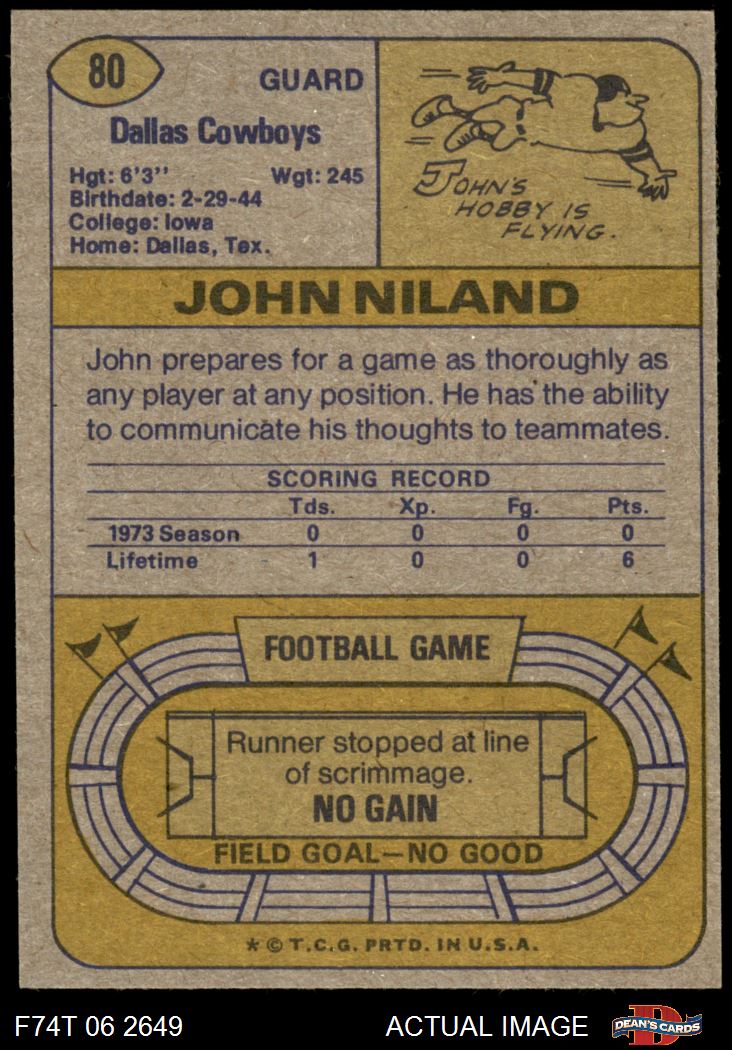 80
GUARD
Dallas Cowboys
Hgt: 6'3'' Wgt: 245
Birthdate: 2-29-44
College: Iowa
Home: Dallas, Tex.
JOHN'S
HOBBY IS
FLYING.
JOHN NILAND
John prepares for a game as thoroughly as
any player at any position. He has the ability
to communicate his thoughts to teammates.
SCORING RECORD
Tds. Xp. Fg. Pts.
1973 Season 0 0 0 0
Lifetime 1 0 0 6
FOOTBALL GAME
Runner stopped at line
of scrimmage.
NO GAIN
FIELD GOAL—NO GOOD
* © T.C.G. PRTD. IN U.S.A.
F74T 06 2649 ACTUAL IMAGE
D
DEAN'S CARDS